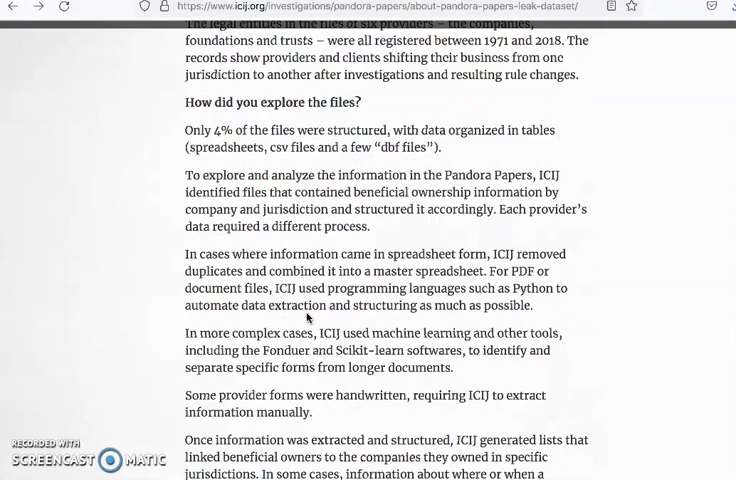 https://www.icij.org/investigations/pandora-papers/about-pandora-papers-leak-dataset/
The legal entities in the files of six providers – the companies,
foundations and trusts – were all registered between 1971 and 2018. The
records show providers and clients shifting their business from one
jurisdiction to another after investigations and resulting rule changes.
How did you explore the files?
Only 4% of the files were structured, with data organized in tables
(spreadsheets, csv files and a few “dbf files”).
To explore and analyze the information in the Pandora Papers, ICIJ
identified files that contained beneficial ownership information by
company and jurisdiction and structured it accordingly. Each provider’s
data required a different process.
In cases where information came in spreadsheet form, ICIJ removed
duplicates and combined it into a master spreadsheet. For PDF or
document files, ICIJ used programming languages such as Python to
automate data extraction and structuring as much as possible.
In more complex cases, ICIJ used machine learning and other tools,
including the Fonduer and Scikit-learn softwares, to identify and
separate specific forms from longer documents.
Some provider forms were handwritten, requiring ICIJ to extract
information manually.
Once information was extracted and structured, ICIJ generated lists that
linked beneficial owners to the companies they owned in specific
jurisdictions. In some cases, information about where or when a
RECORDED WITH
SCREENCAST MATIC